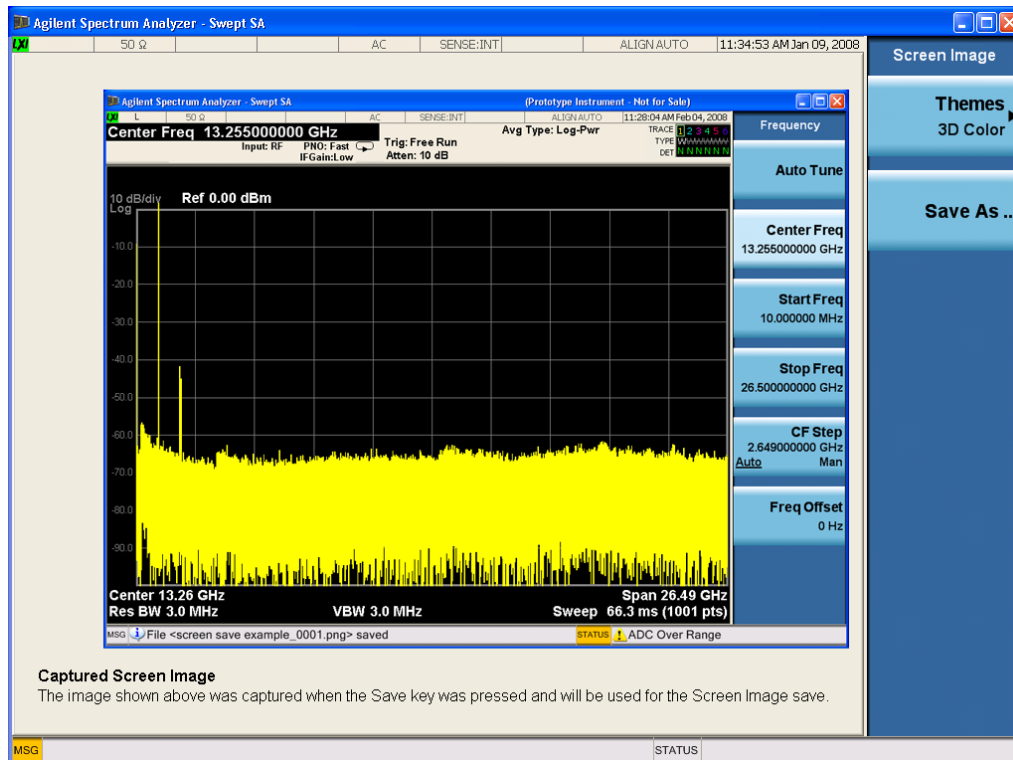 Agilent Spectrum Analyzer - Swept SA
LXI 50 Ω AC SENSE:INT ALIGN AUTO 11:34:53 AM Jan 09, 2008
Screen Image
Themes
3D Color
Save As ..
Agilent Spectrum Analyzer - Swept SA (Prototype Instrument - Not for Sale)
LXI L 50 Ω AC SENSE:INT ALIGNAUTO 11:28:04 AM Feb 04, 2008
Center Freq 13.255000000 GHz
Input: RF PNO: Fast
IFGain:Low
Trig: Free Run
Atten: 10 dB
Avg Type: Log-Pwr
TRACE 1 2 3 4 5 6
TYPE WWWWWWW
DET N N N N N N
Frequency
Auto Tune
Center Freq
13.255000000 GHz
Start Freq
10.000000 MHz
Stop Freq
26.500000000 GHz
CF Step
2.649000000 GHz
Auto Man
Freq Offset
0 Hz
10 dB/div Ref 0.00 dBm
Log
-10.0
-20.0
-30.0
-40.0
-50.0
-60.0
-70.0
-80.0
-90.0
Center 13.26 GHz Span 26.49 GHz
Res BW 3.0 MHz VBW 3.0 MHz Sweep 66.3 ms (1001 pts)
MSG File <screen save example_0001.png> saved STATUS ADC Over Range
Captured Screen Image
The image shown above was captured when the Save key was pressed and will be used for the Screen Image save.
MSG STATUS